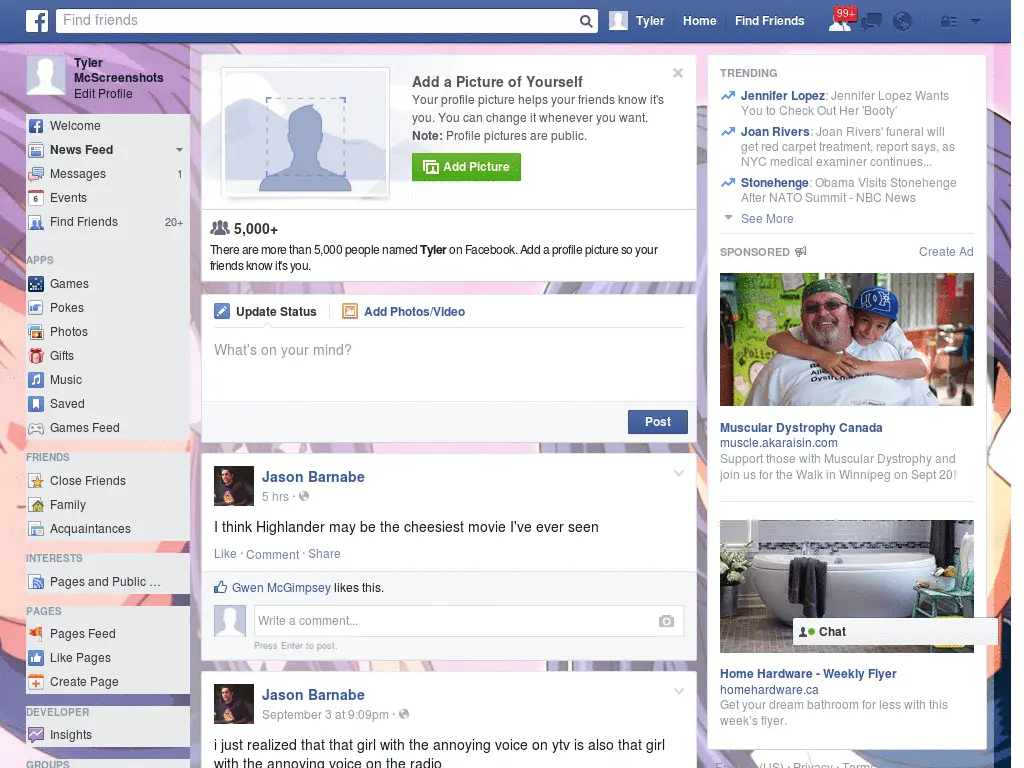 Find friends
Tyler
Home
Find Friends
99+
Tyler
McScreenshots
Edit Profile
Welcome
News Feed
Messages 1
Events
Find Friends 20+
APPS
Games
Pokes
Photos
Gifts
Music
Saved
Games Feed
FRIENDS
Close Friends
Family
Acquaintances
INTERESTS
Pages and Public ...
PAGES
Pages Feed
Like Pages
Create Page
DEVELOPER
Insights
GROUPS
Add a Picture of Yourself
Your profile picture helps your friends know it's
you. You can change it whenever you want.
Note: Profile pictures are public.
Add Picture
5,000+
There are more than 5,000 people named Tyler on Facebook. Add a profile picture so your
friends know it's you.
Update Status
Add Photos/Video
What's on your mind?
Post
Jason Barnabe
5 hrs ·
I think Highlander may be the cheesiest movie I've ever seen
Like · Comment · Share
Gwen McGimpsey likes this.
Write a comment...
Press Enter to post.
Jason Barnabe
September 3 at 9:09pm ·
i just realized that that girl with the annoying voice on ytv is also that girl
with the annoying voice on the radio
TRENDING
Jennifer Lopez: Jennifer Lopez Wants
You to Check Out Her 'Booty'
Joan Rivers: Joan Rivers' funeral will
get red carpet treatment, report says, as
NYC medical examiner continues...
Stonehenge: Obama Visits Stonehenge
After NATO Summit - NBC News
See More
SPONSORED
Create Ad
Muscular Dystrophy Canada
muscle.akaraisin.com
Support those with Muscular Dystrophy and
join us for the Walk in Winnipeg on Sept 20
Chat
Home Hardware - Weekly Flyer
homehardware.ca
Get your dream bathroom for less with this
week's flyer.
(US) · Privacy · Terms